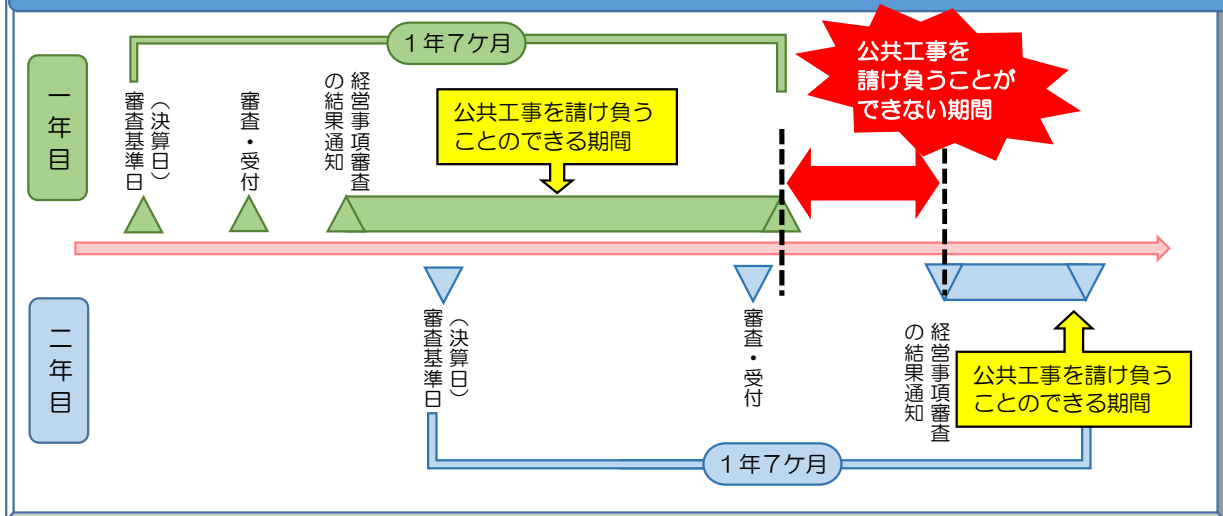 1年7ケ月
公共工事を
請け負うことが
できない期間
一年目
審査基準日
（決算日）
審査・受付
経営事項審査
の結果通知
公共工事を請け負う
ことのできる期間
二年目
（決算日）
審査基準日
審査・受付
経営事項審査
の結果通知
公共工事を請け負う
ことのできる期間
1年7ケ月